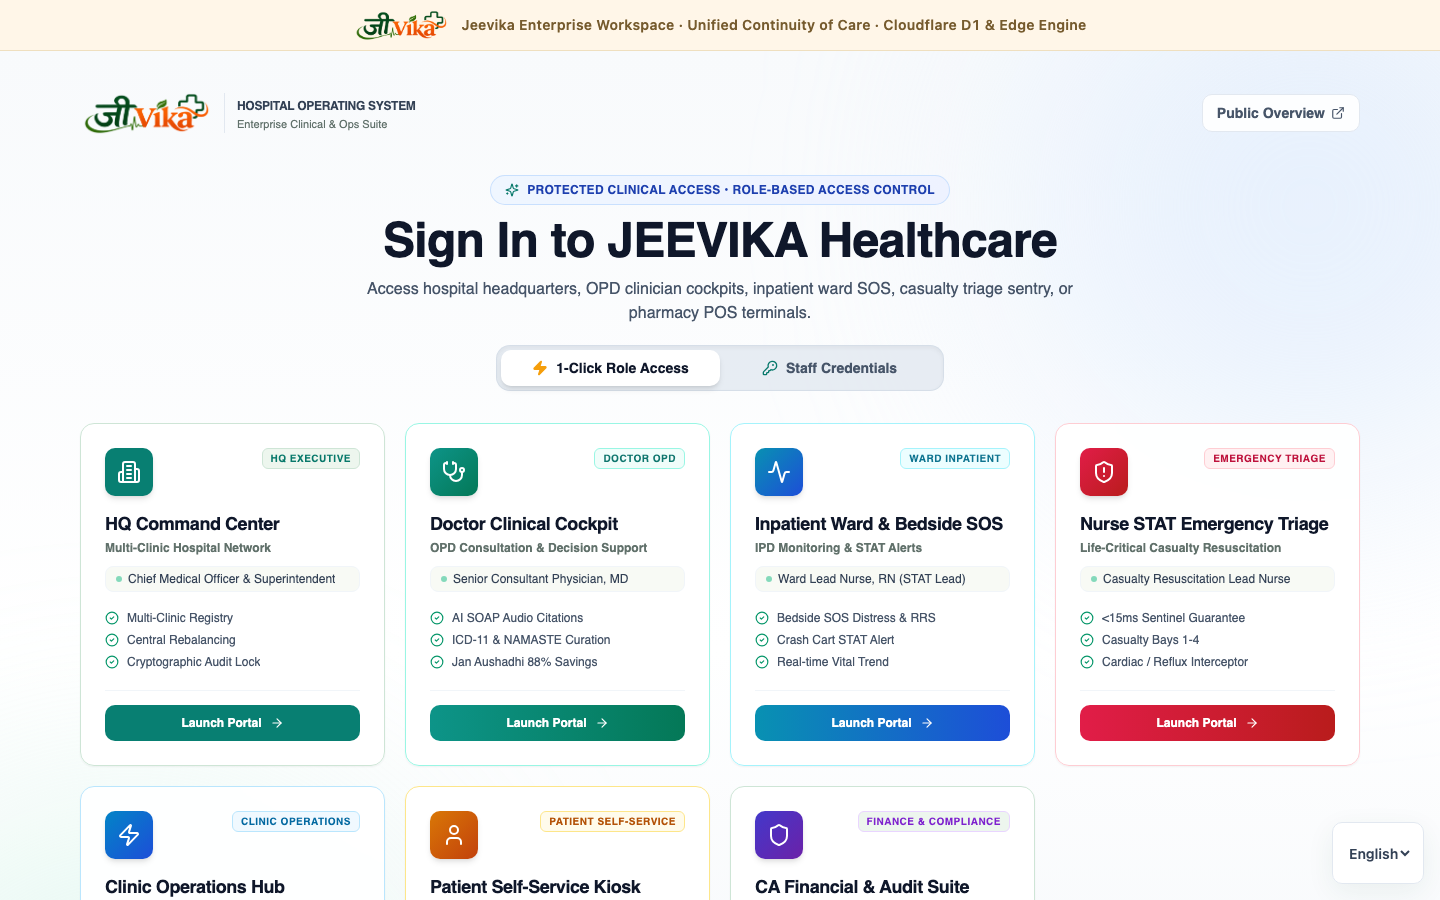 जीvika Jeevika Enterprise Workspace · Unified Continuity of Care · Cloudflare D1 & Edge Engine
जीvika
HOSPITAL OPERATING SYSTEM
Enterprise Clinical & Ops Suite
Public Overview
PROTECTED CLINICAL ACCESS • ROLE-BASED ACCESS CONTROL
Sign In to JEEVIKA Healthcare
Access hospital headquarters, OPD clinician cockpits, inpatient ward SOS, casualty triage sentry, or
pharmacy POS terminals.
1-Click Role Access
Staff Credentials
HQ EXECUTIVE
HQ Command Center
Multi-Clinic Hospital Network
Chief Medical Officer & Superintendent
Multi-Clinic Registry
Central Rebalancing
Cryptographic Audit Lock
Launch Portal
DOCTOR OPD
Doctor Clinical Cockpit
OPD Consultation & Decision Support
Senior Consultant Physician, MD
AI SOAP Audio Citations
ICD-11 & NAMASTE Curation
Jan Aushadhi 88% Savings
Launch Portal
WARD INPATIENT
Inpatient Ward & Bedside SOS
IPD Monitoring & STAT Alerts
Ward Lead Nurse, RN (STAT Lead)
Bedside SOS Distress & RRS
Crash Cart STAT Alert
Real-time Vital Trend
Launch Portal
EMERGENCY TRIAGE
Nurse STAT Emergency Triage
Life-Critical Casualty Resuscitation
Casualty Resuscitation Lead Nurse
<15ms Sentinel Guarantee
Casualty Bays 1-4
Cardiac / Reflux Interceptor
Launch Portal
CLINIC OPERATIONS
Clinic Operations Hub
PATIENT SELF-SERVICE
Patient Self-Service Kiosk
FINANCE & COMPLIANCE
CA Financial & Audit Suite
English